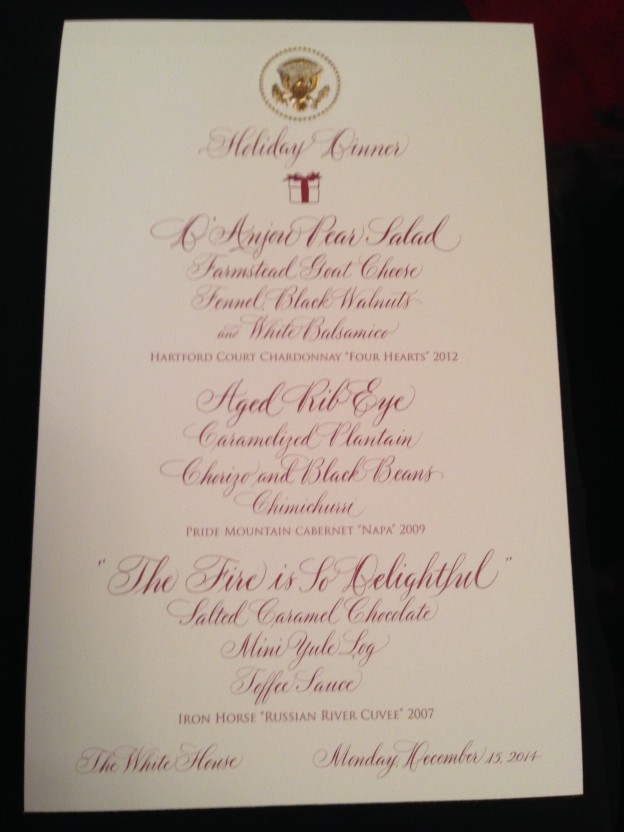 Holiday Dinner
D'Anjou Pear Salad
Farmstead Goat Cheese
Fennel, Black Walnuts
and White Balsamico
HARTFORD COURT CHARDONNAY "FOUR HEARTS" 2012
Aged Rib Eye
Caramelized Plantain
Chorizo and Black Beans
Chimichurri
PRIDE MOUNTAIN CABERNET "NAPA" 2009
"The Fire is So Delightful"
Salted Caramel Chocolate
Mini Yule Log
Toffee Sauce
IRON HORSE "RUSSIAN RIVER CUVEE" 2007
The White House Monday, December 15, 2014